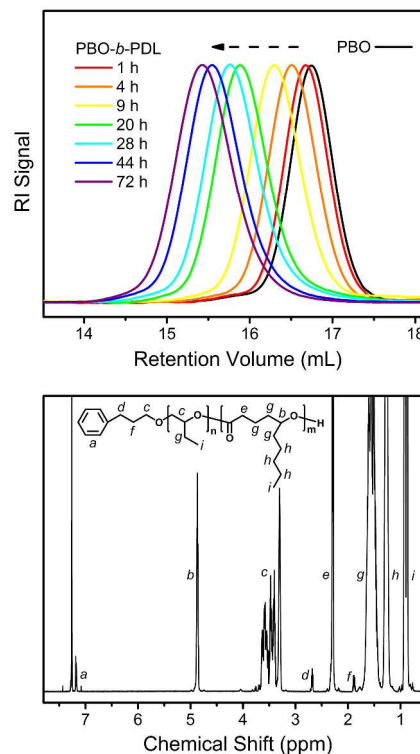 PBO-b-PDL
PBO
1 h
4 h
9 h
20 h
28 h
44 h
72 h
RI Signal
14 15 16 17 18
Retention Volume (mL)
d c c O b O H
O n e g m
a f g i O g g
h
h h
i
b c e g h i
a d f
7 6 5 4 3 2 1
Chemical Shift (ppm)